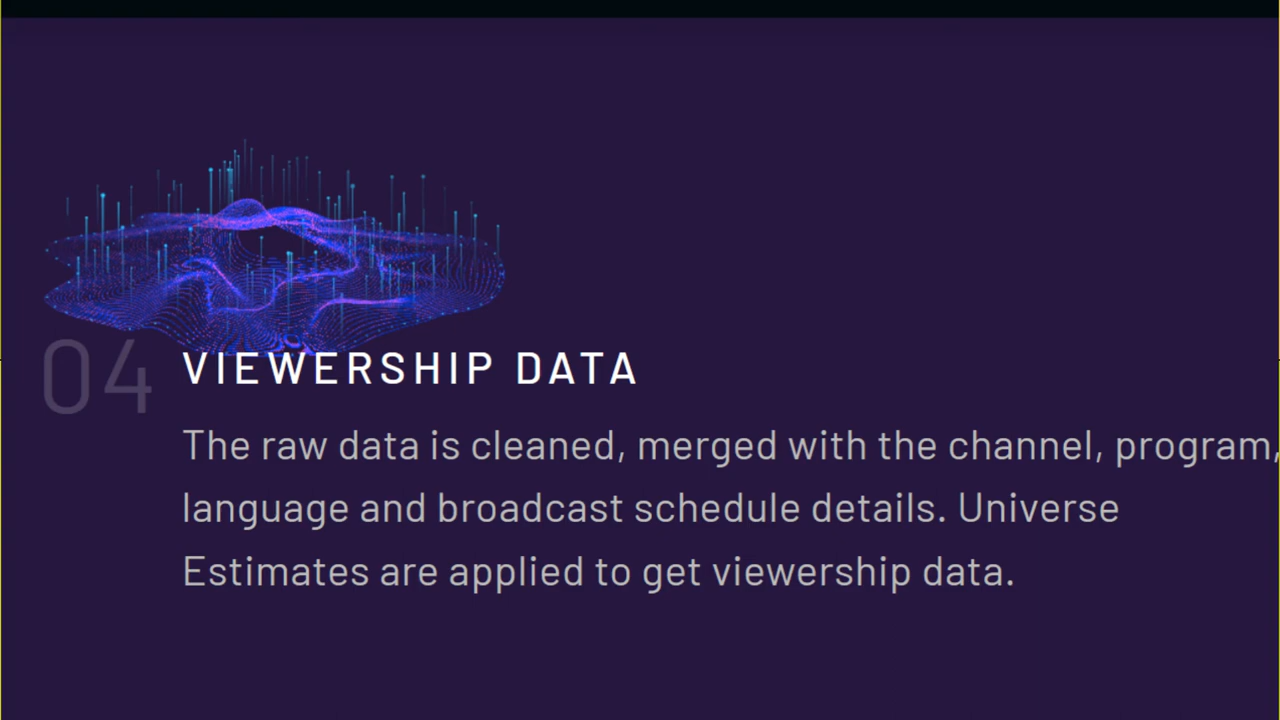 04 VIEWERSHIP DATA
The raw data is cleaned, merged with the channel, program,
language and broadcast schedule details. Universe
Estimates are applied to get viewership data.